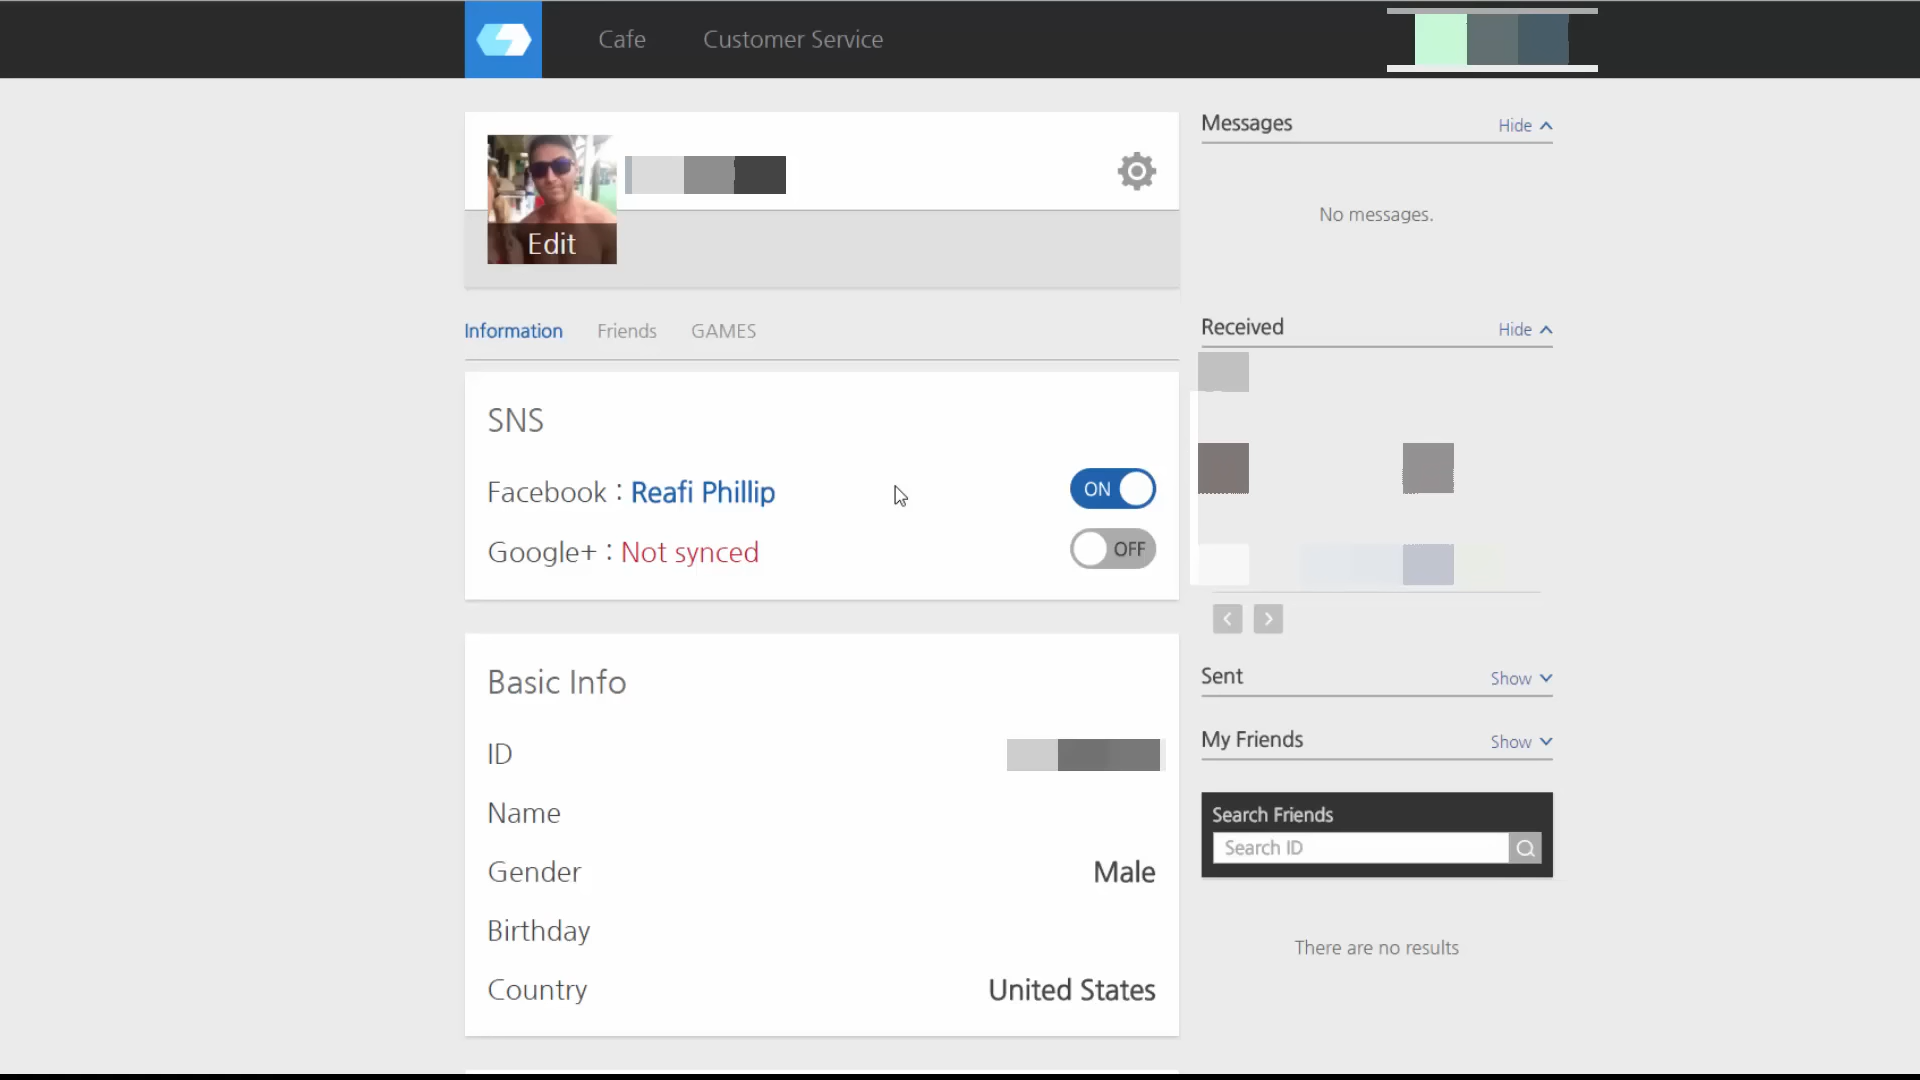 Cafe
Customer Service
Edit
Information
Friends
GAMES
SNS
Facebook : Reafi Phillip
ON
Google+ : Not synced
OFF
Basic Info
ID
Name
Gender
Male
Birthday
Country
United States
Messages
Hide
No messages.
Received
Hide
Sent
Show
My Friends
Show
Search Friends
Search ID
There are no results